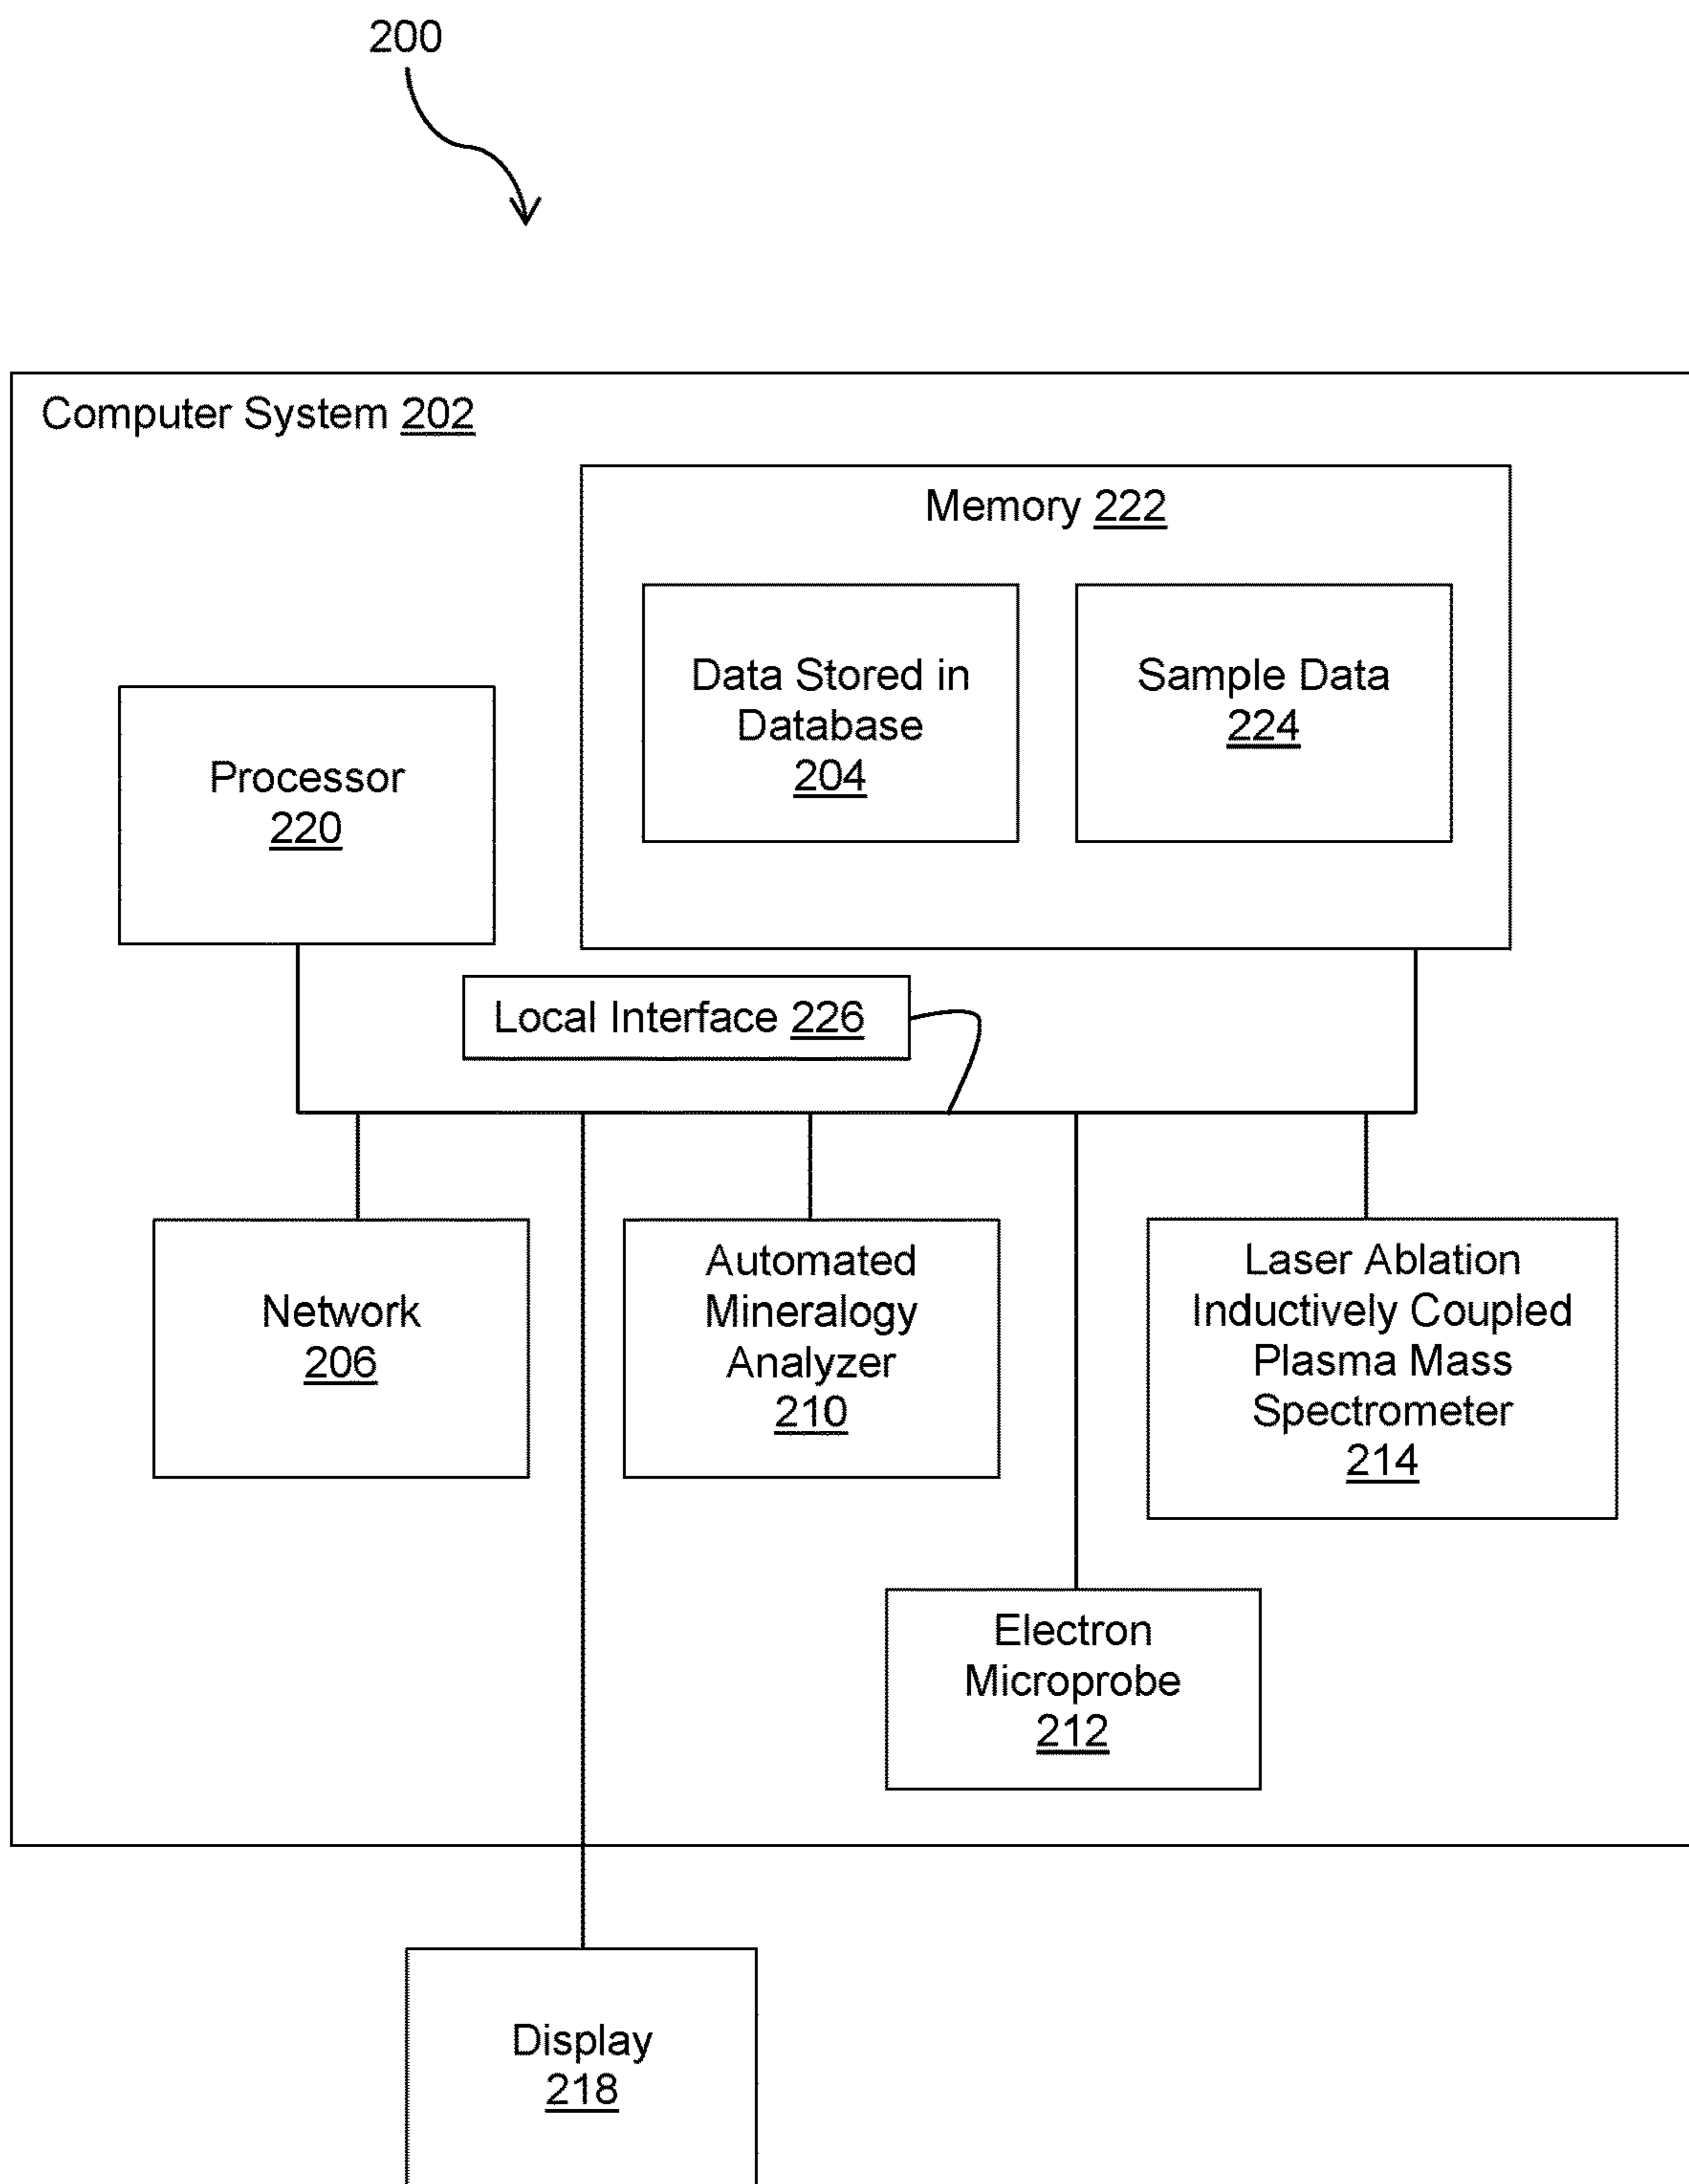 200
Computer System 202
Memory 222
Data Stored in
Database
204
Sample Data
224
Processor
220
Local Interface 226
Network
206
Automated
Mineralogy
Analyzer
210
Laser Ablation
Inductively Coupled
Plasma Mass
Spectrometer
214
Electron
Microprobe
212
Display
218